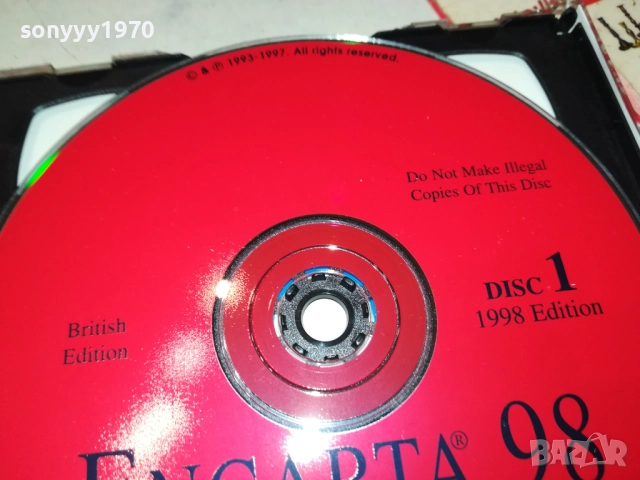 sonyyy1970
© & ℗ 1993-1997. All rights reserved.
Do Not Make Illegal
Copies Of This Disc
DISC 1
1998 Edition
British
Edition
ENCARTA® 98
BAZAR